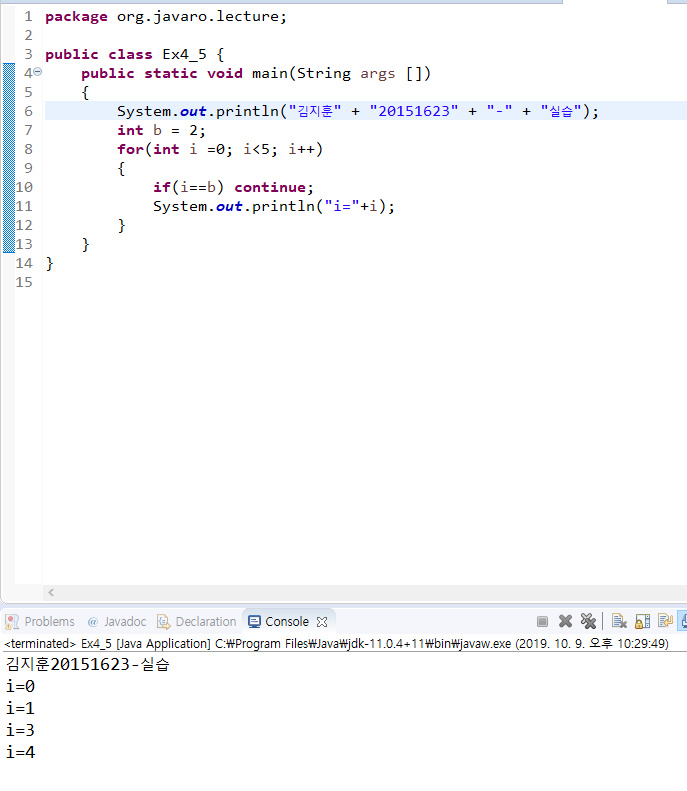 1 package org.javaro.lecture;
2
3 public class Ex4_5 {
4 public static void main(String args [])
5 {
6 System.out.println("김지훈" + "20151623" + "-" + "실습");
7 int b = 2;
8 for(int i =0; i<5; i++)
9 {
10 if(i==b) continue;
11 System.out.println("i="+i);
12 }
13 }
14 }
15
Problems @ Javadoc Declaration Console
<terminated> Ex4_5 [Java Application] C:₩Program Files₩Java₩jdk-11.0.4+11₩bin₩javaw.exe (2019. 10. 9. 오후 10:29:49)
김지훈20151623-실습
i=0
i=1
i=3
i=4